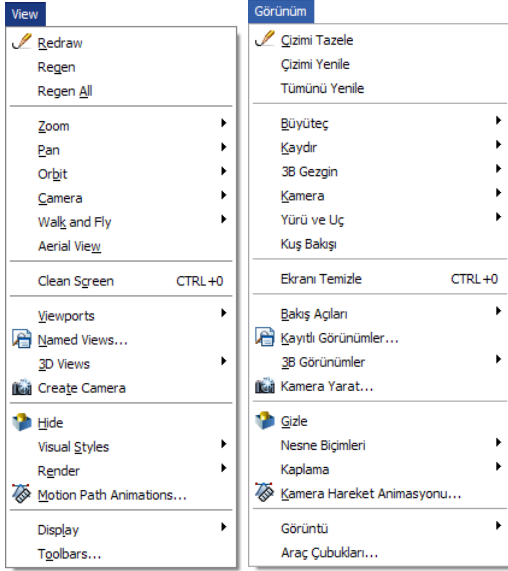 View
Redraw
Regen
Regen All
Zoom
Pan
Orbit
Camera
Walk and Fly
Aerial View
Clean Screen CTRL+0
Viewports
Named Views...
3D Views
Create Camera
Hide
Visual Styles
Render
Motion Path Animations...
Display
Toolbars...
Görünüm
Çizimi Tazele
Çizimi Yenile
Tümünü Yenile
Büyüteç
Kaydır
3B Gezgin
Kamera
Yürü ve Uç
Kuş Bakışı
Ekranı Temizle CTRL+0
Bakış Açıları
Kayıtlı Görünümler...
3B Görünümler
Kamera Yarat...
Gizle
Nesne Biçimleri
Kaplama
Kamera Hareket Animasyonu...
Görüntü
Araç Çubukları...